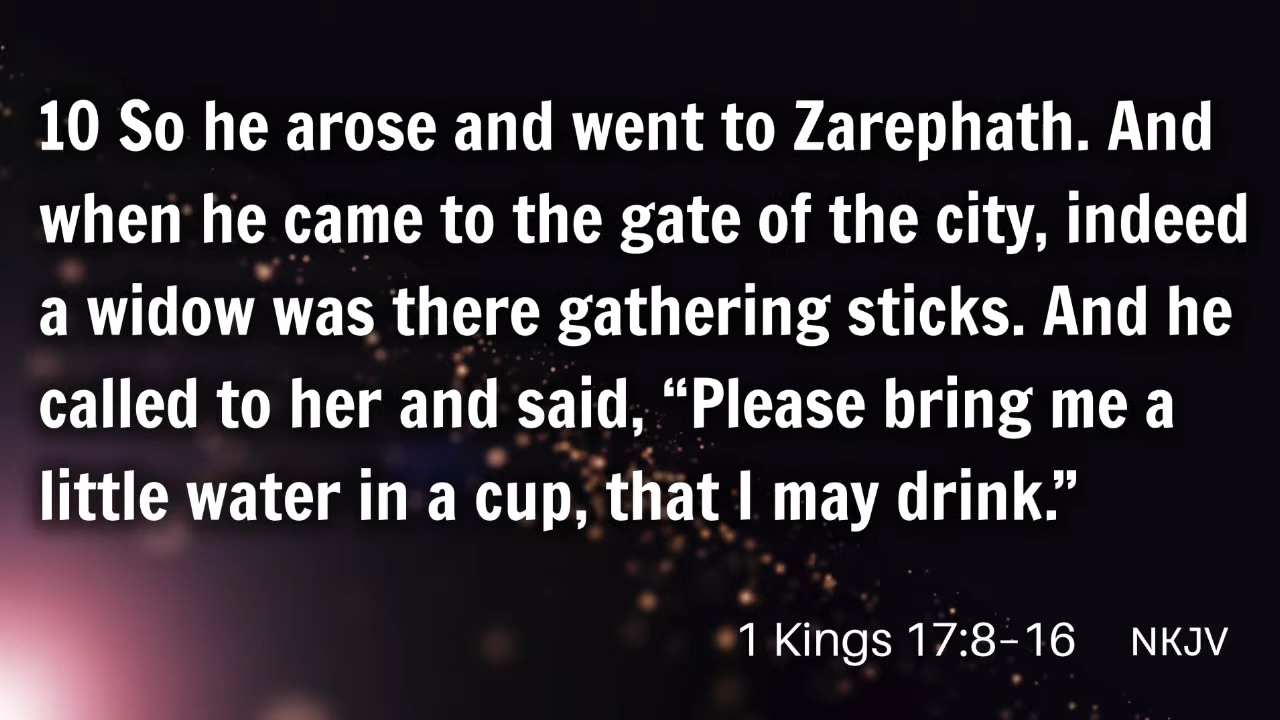 10 So he arose and went to Zarephath. And
when he came to the gate of the city, indeed
a widow was there gathering sticks. And he
called to her and said, “Please bring me a
little water in a cup, that I may drink.”
1 Kings 17:8-16 NKJV